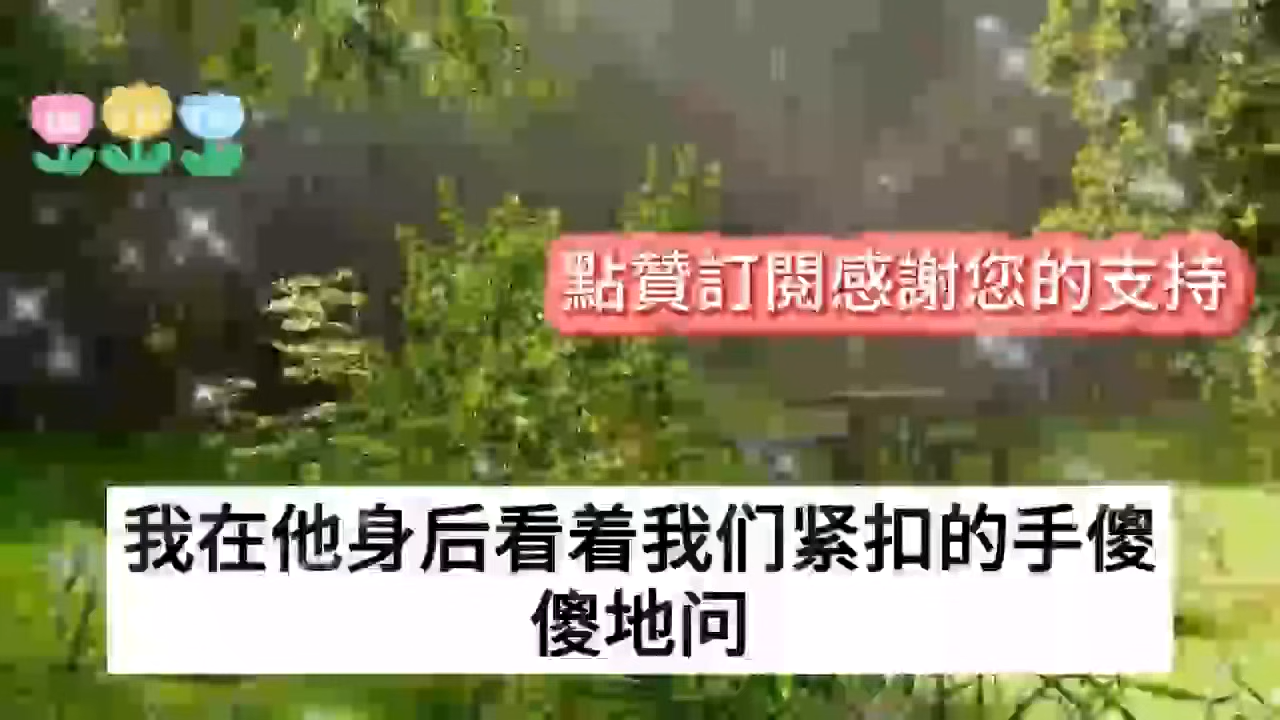 點贊訂閱感謝您的支持
我在他身后看着我们紧扣的手傻
傻地问